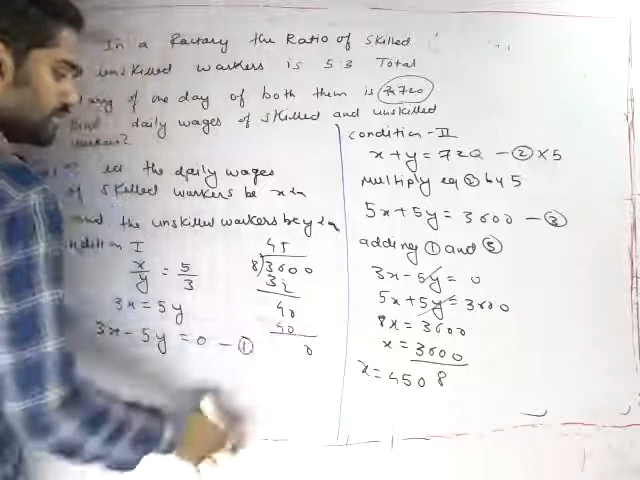 In a factory the Ratio of skilled
unskilled workers is 5:3 Total
of one day of both them is ₹720
daily wages of skilled and unskilled
the daily wages
of skilled workers be x
and the unskilled workers be y
condition I
x/y = 5/3
3x = 5y
3x - 5y = 0 - ①
45
8)3600
32
40
40
0
condition - II
x + y = 720 - ② × 5
Multiply eq ② by 5
5x + 5y = 3600 - ③
adding ① and ③
3x - 5y = 0
5x + 5y = 3600
8x = 3600
x = 3600
8
x = 450